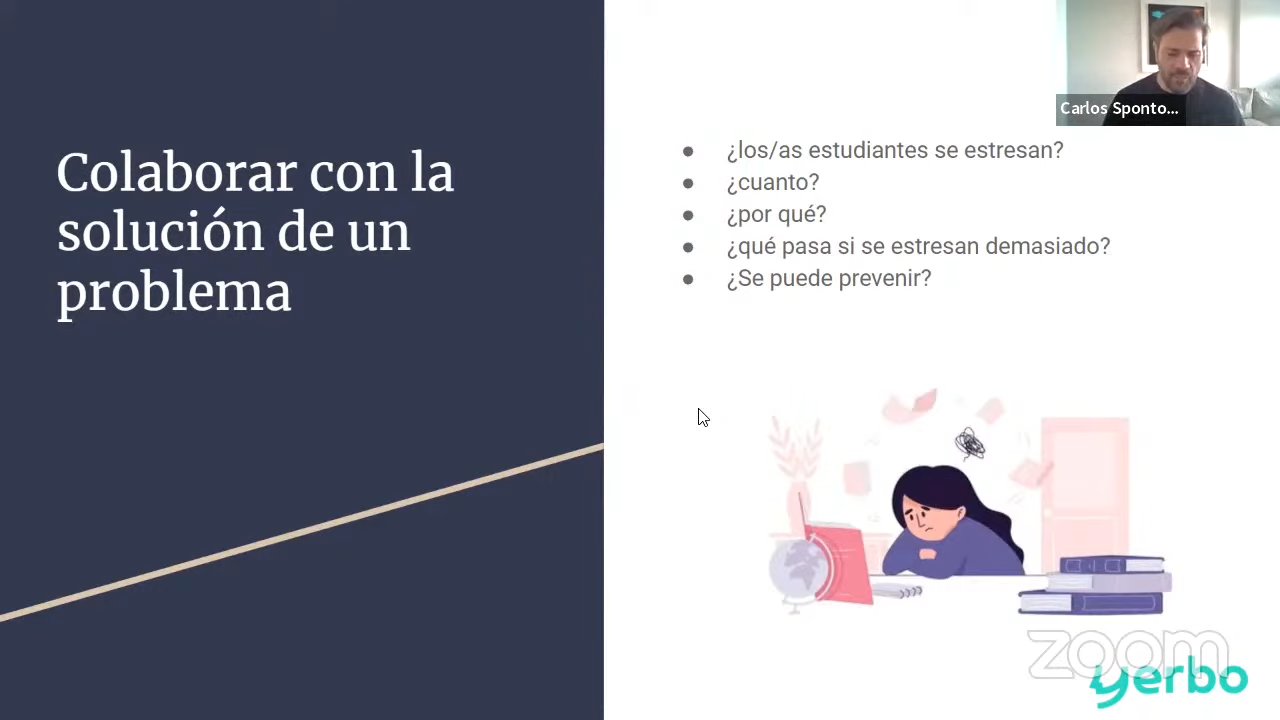 Carlos Sponto...
Colaborar con la
solución de un
problema
● ¿los/as estudiantes se estresan?
● ¿cuanto?
● ¿por qué?
● ¿qué pasa si se estresan demasiado?
● ¿Se puede prevenir?
zoom
yerbo